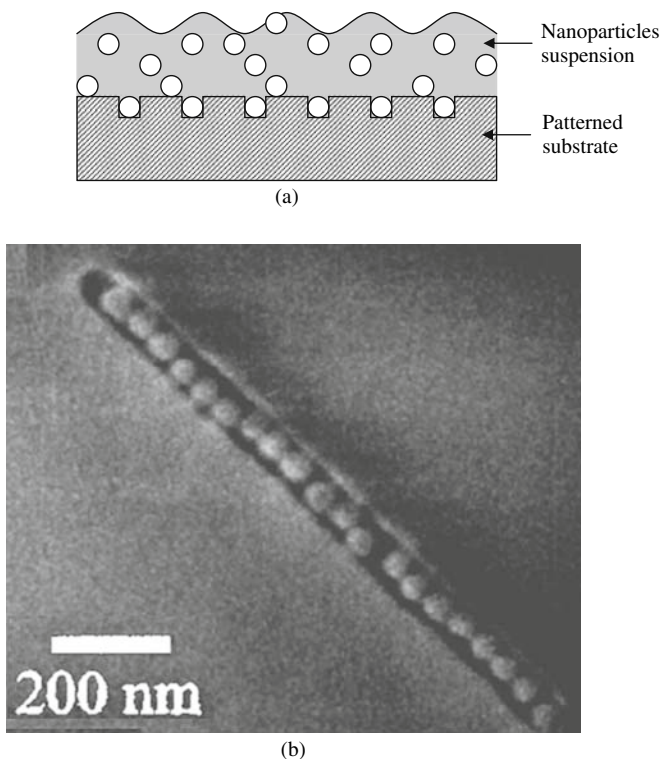 Nanoparticles
suspension
Patterned
substrate
(a)
200 nm
(b)